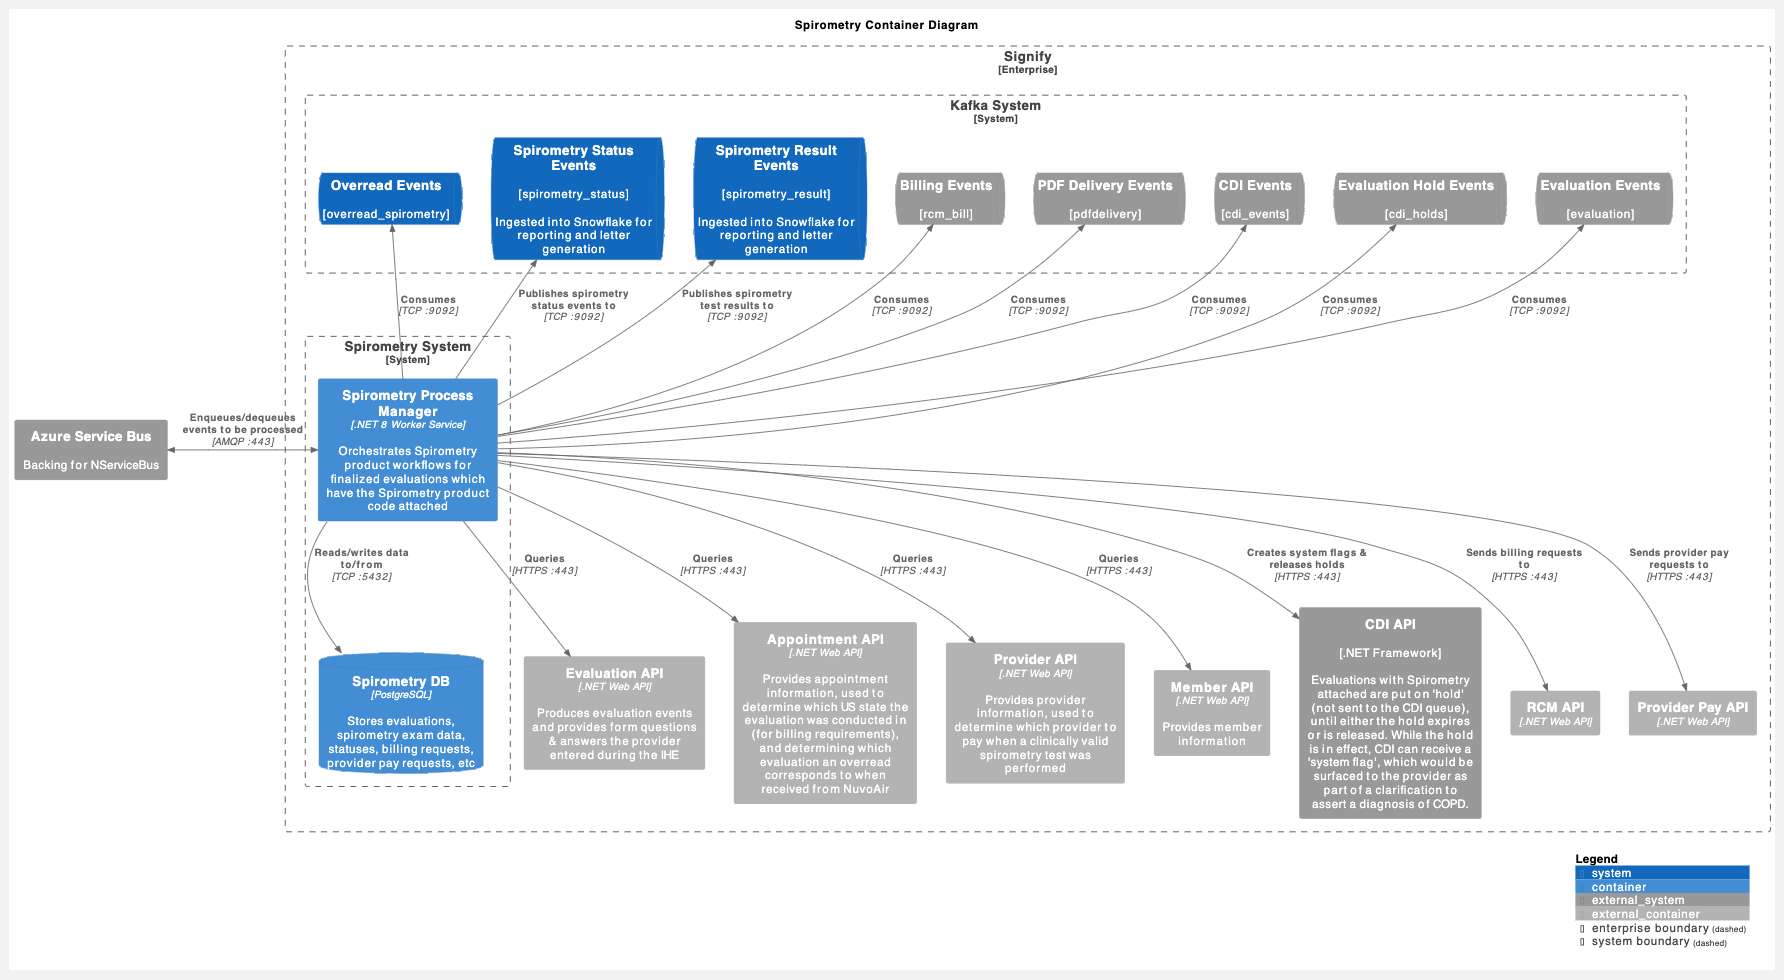 Spirometry Container Diagram
Signify
[Enterprise]
Kafka System
[System]
Overread Events
[overread_spirometry]
Spirometry Status
Events
[spirometry_status]
Ingested into Snowflake for
reporting and letter
generation
Spirometry Result
Events
[spirometry_result]
Ingested into Snowflake for
reporting and letter
generation
Billing Events
[rcm_bill]
PDF Delivery Events
[pdfdelivery]
CDI Events
[cdi_events]
Evaluation Hold Events
[cdi_holds]
Evaluation Events
[evaluation]
Consumes
[TCP :9092]
Publishes spirometry
status events to
[TCP :9092]
Publishes spirometry
test results to
[TCP :9092]
Consumes
[TCP :9092]
Consumes
[TCP :9092]
Consumes
[TCP :9092]
Consumes
[TCP :9092]
Consumes
[TCP :9092]
Spirometry System
[System]
Spirometry Process
Manager
[.NET 8 Worker Service]
Orchestrates Spirometry
product workflows for
finalized evaluations which
have the Spirometry product
code attached
Enqueues/dequeues
events to be processed
[AMQP :443]
Azure Service Bus
Backing for NServiceBus
Reads/writes data
to/from
[TCP :5432]
Queries
[HTTPS :443]
Queries
[HTTPS :443]
Queries
[HTTPS :443]
Queries
[HTTPS :443]
Creates system flags &
releases holds
[HTTPS :443]
Sends billing requests
to
[HTTPS :443]
Sends provider pay
requests to
[HTTPS :443]
Spirometry DB
[PostgreSQL]
Stores evaluations,
spirometry exam data,
statuses, billing requests,
provider pay requests, etc
Evaluation API
[.NET Web API]
Produces evaluation events
and provides form questions
& answers the provider
entered during the IHE
Appointment API
[.NET Web API]
Provides appointment
information, used to
determine which US state the
evaluation was conducted in
(for billing requirements),
and determining which
evaluation an overread
corresponds to when
received from NuvoAir
Provider API
[.NET Web API]
Provides provider
information, used to
determine which provider to
pay when a clinically valid
spirometry test was
performed
Member API
[.NET Web API]
Provides member
information
CDI API
[.NET Framework]
Evaluations with Spirometry
attached are put on 'hold'
(not sent to the CDI queue),
until either the hold expires
or is released. While the hold
is in effect, CDI can receive a
'system flag', which would be
surfaced to the provider as
part of a clarification to
assert a diagnosis of COPD.
RCM API
[.NET Web API]
Provider Pay API
[.NET Web API]
Legend
system
container
external_system
external_container
enterprise boundary (dashed)
system boundary (dashed)